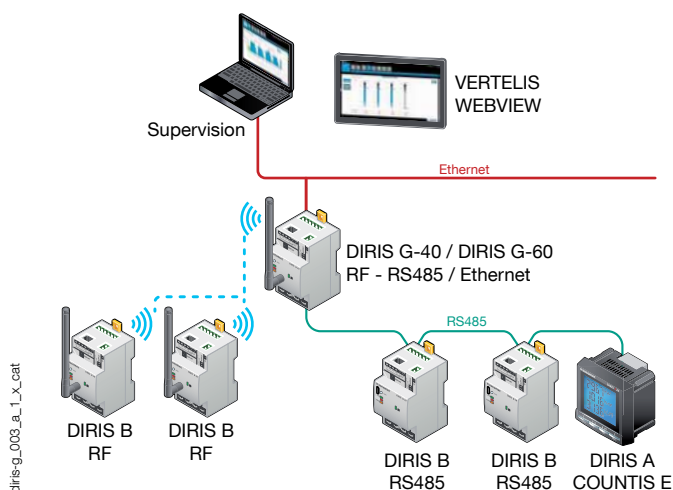 VERTELIS
WEBVIEW
Supervision
Ethernet
DIRIS G-40 / DIRIS G-60
RF - RS485 / Ethernet
RS485
DIRIS B
RF
DIRIS B
RF
DIRIS B
RS485
DIRIS B
RS485
DIRIS A
COUNTIS E
diris-g_003_a_1_x_cat